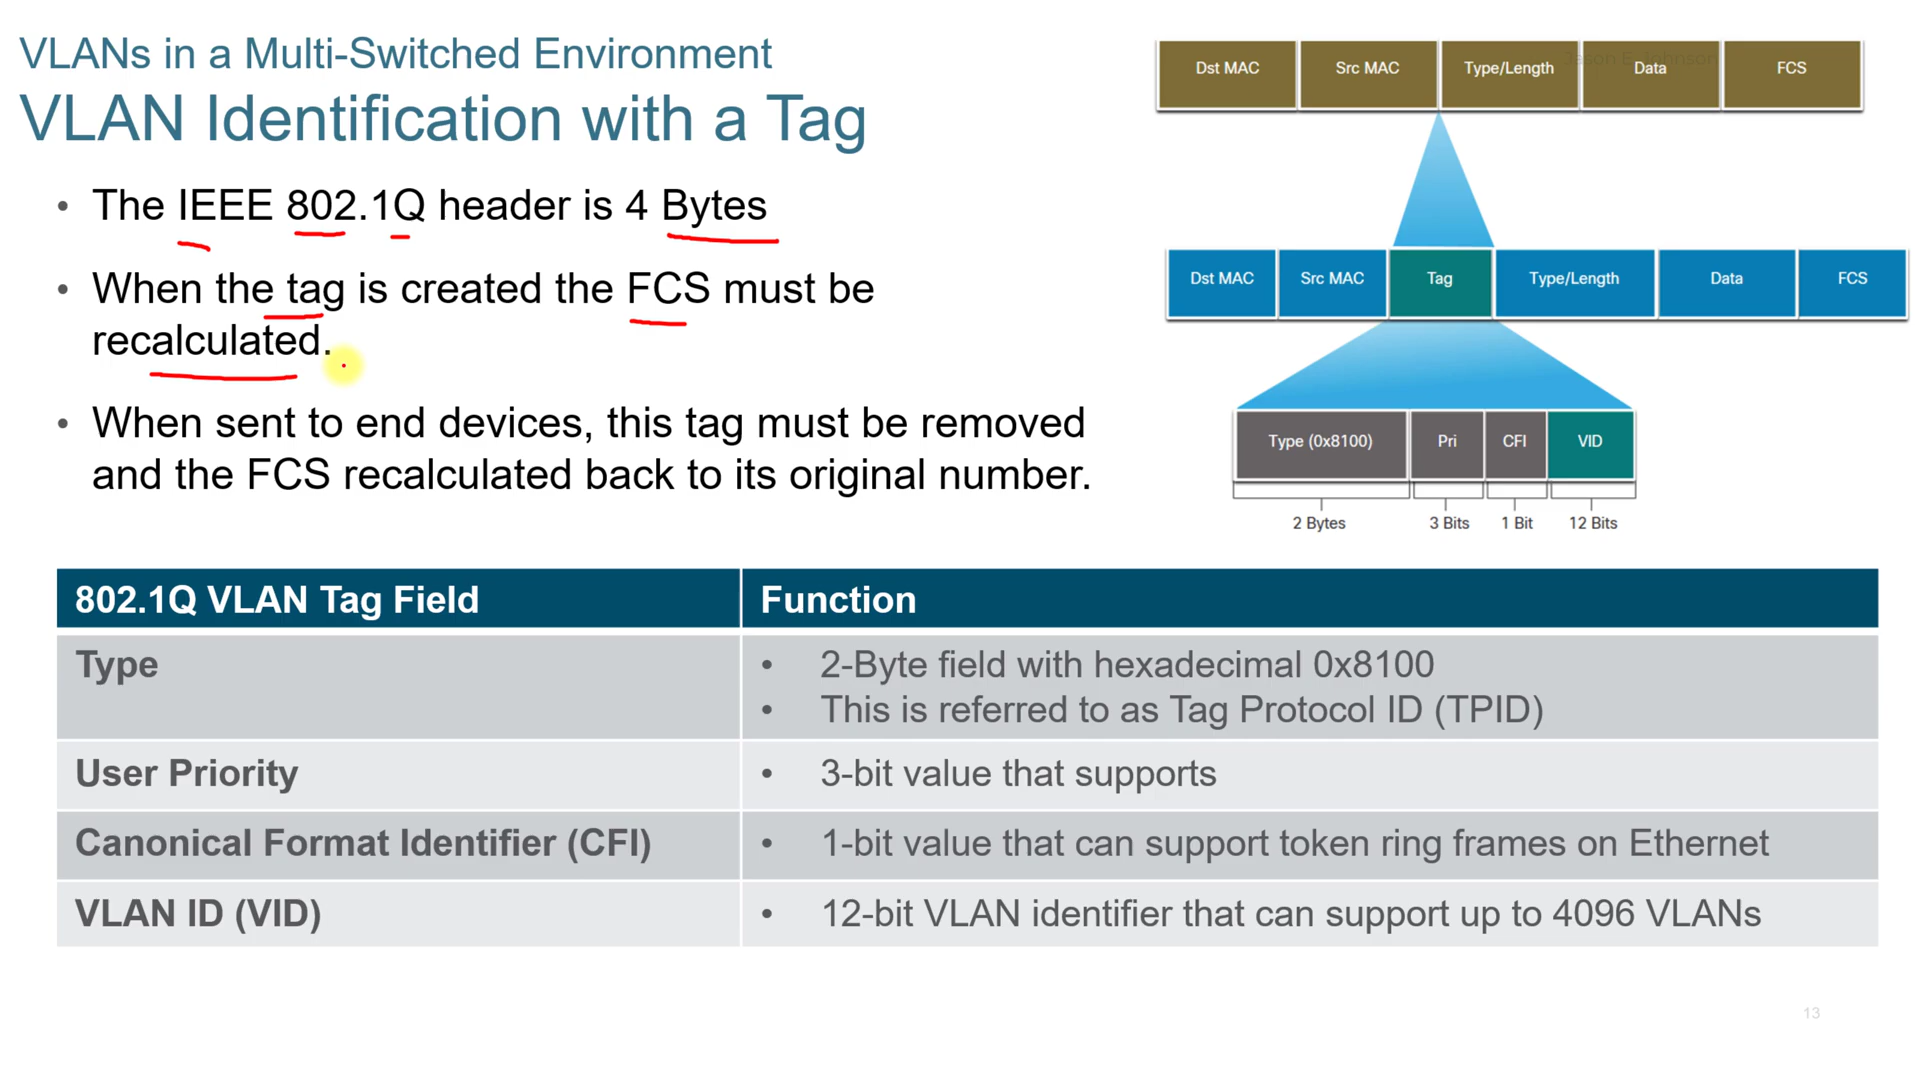 VLANs in a Multi-Switched Environment
VLAN Identification with a Tag
• The IEEE 802.1Q header is 4 Bytes
• When the tag is created the FCS must be
recalculated.
• When sent to end devices, this tag must be removed
and the FCS recalculated back to its original number.
Dst MAC Src MAC Type/Length Data FCS
Dst MAC Src MAC Tag Type/Length Data FCS
Type (0x8100) Pri CFI VID
2 Bytes 3 Bits 1 Bit 12 Bits
802.1Q VLAN Tag Field Function
Type • 2-Byte field with hexadecimal 0x8100
• This is referred to as Tag Protocol ID (TPID)
User Priority • 3-bit value that supports
Canonical Format Identifier (CFI) • 1-bit value that can support token ring frames on Ethernet
VLAN ID (VID) • 12-bit VLAN identifier that can support up to 4096 VLANs
13